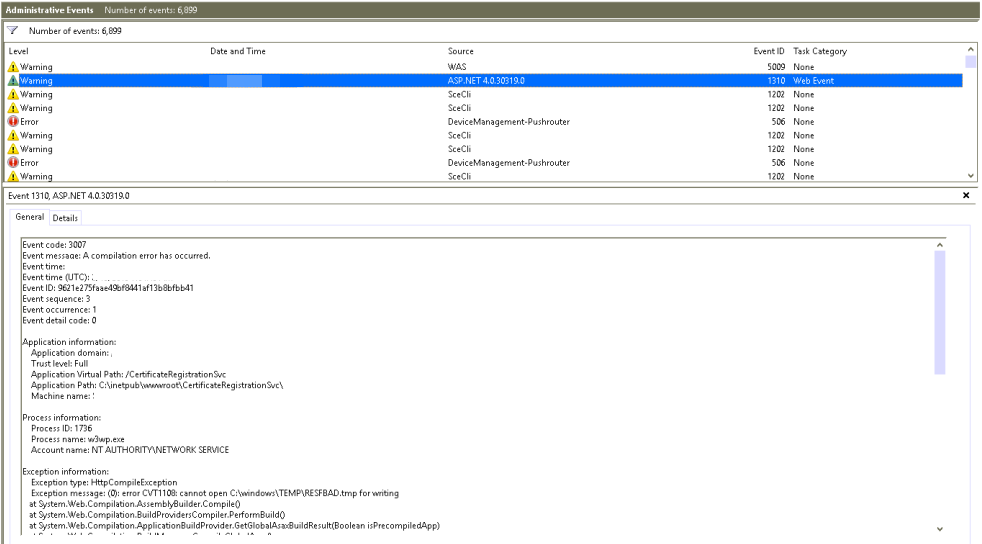 Administrative Events Number of events: 6,899
Number of events: 6,899
Level Date and Time Source Event ID Task Category
Warning WAS 5009 None
Warning ASP.NET 4.0.30319.0 1310 Web Event
Warning SceCli 1202 None
Warning SceCli 1202 None
Error DeviceManagement-Pushrouter 506 None
Warning SceCli 1202 None
Warning SceCli 1202 None
Error DeviceManagement-Pushrouter 506 None
Warning SceCli 1202 None
Event 1310, ASP.NET 4.0.30319.0
General Details
Event code: 3007
Event message: A compilation error has occurred.
Event time:
Event time (UTC):
Event ID: 9621e275faae49bf8441af13b8bfbb41
Event sequence: 3
Event occurrence: 1
Event detail code: 0
Application information:
Application domain:
Trust level: Full
Application Virtual Path: /CertificateRegistrationSvc
Application Path: C:\inetpub\wwwroot\CertificateRegistrationSvc\
Machine name:
Process information:
Process ID: 1736
Process name: w3wp.exe
Account name: NT AUTHORITY\NETWORK SERVICE
Exception information:
Exception type: HttpCompileException
Exception message: (0): error CVT1108: cannot open C:\windows\TEMP\RESFBAD.tmp for writing
at System.Web.Compilation.AssemblyBuilder.Compile()
at System.Web.Compilation.BuildProvidersCompiler.PerformBuild()
at System.Web.Compilation.ApplicationBuildProvider.GetGlobalAsaxBuildResult(Boolean isPrecompiledApp)